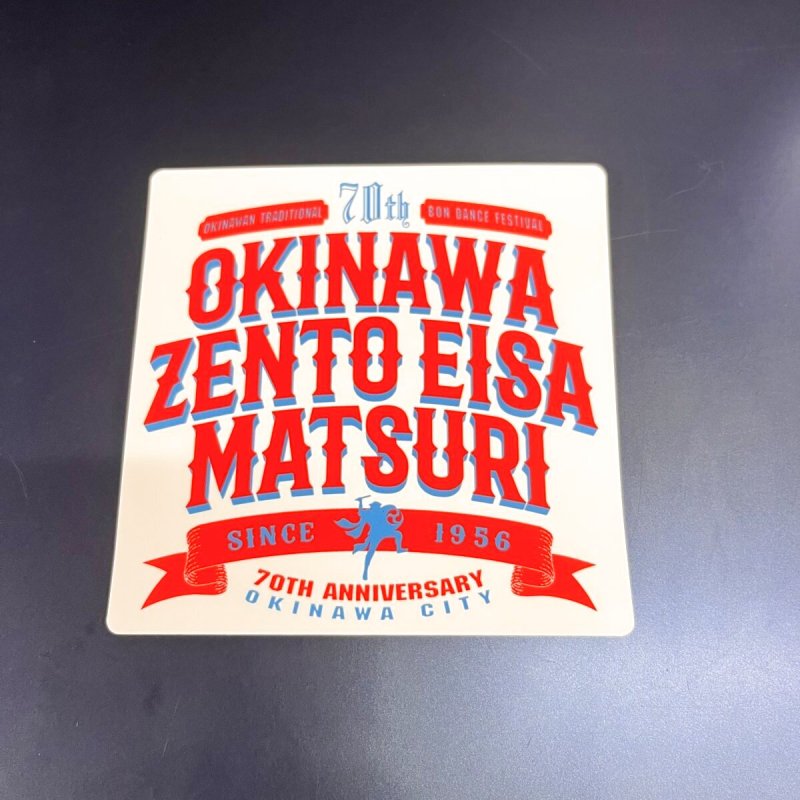 70th
OKINAWAN TRADITIONAL BON DANCE FESTIVAL
OKINAWA
ZENTO EISA
MATSURI
SINCE 1956
70TH ANNIVERSARY
OKINAWA CITY